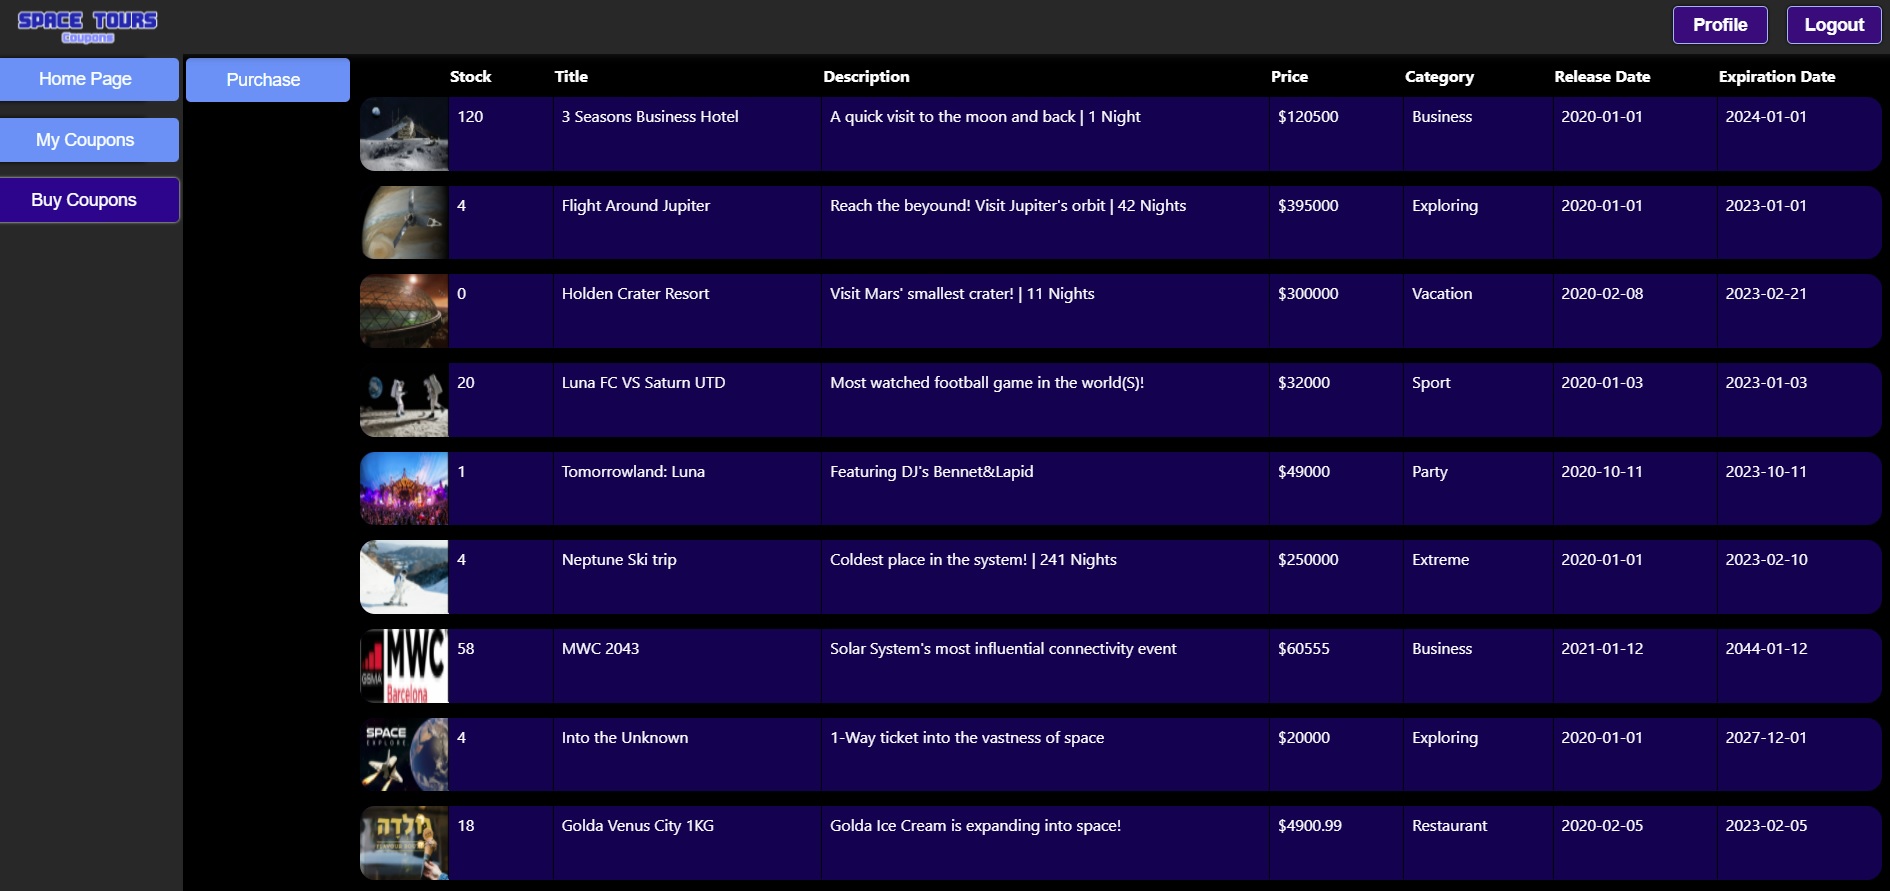 SPACE TOURS
Coupons
Profile
Logout
Home Page
My Coupons
Buy Coupons
Purchase
Stock Title Description Price Category Release Date Expiration Date
120 3 Seasons Business Hotel A quick visit to the moon and back | 1 Night $120500 Business 2020-01-01 2024-01-01
4 Flight Around Jupiter Reach the beyound! Visit Jupiter's orbit | 42 Nights $395000 Exploring 2020-01-01 2023-01-01
0 Holden Crater Resort Visit Mars' smallest crater! | 11 Nights $300000 Vacation 2020-02-08 2023-02-21
20 Luna FC VS Saturn UTD Most watched football game in the world(S)! $32000 Sport 2020-01-03 2023-01-03
1 Tomorrowland: Luna Featuring DJ's Bennet&Lapid $49000 Party 2020-10-11 2023-10-11
4 Neptune Ski trip Coldest place in the system! | 241 Nights $250000 Extreme 2020-01-01 2023-02-10
MWC
GSMA
Barcelona
58 MWC 2043 Solar System's most influential connectivity event $60555 Business 2021-01-12 2044-01-12
SPACE
EXPLORE
4 Into the Unknown 1-Way ticket into the vastness of space $20000 Exploring 2020-01-01 2027-12-01
גולדה
18 Golda Venus City 1KG Golda Ice Cream is expanding into space! $4900.99 Restaurant 2020-02-05 2023-02-05